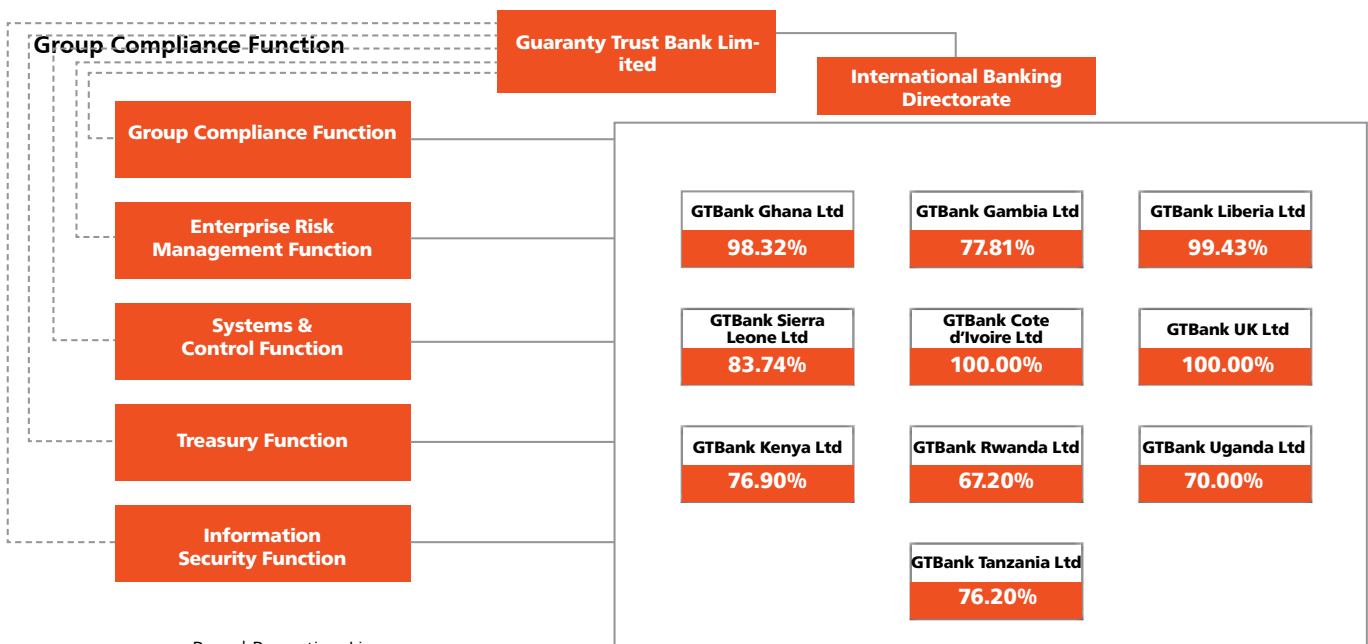 Group Compliance Function
Guaranty Trust Bank Lim-
ited
International Banking
Directorate
Group Compliance Function
Enterprise Risk
Management Function
Systems &
Control Function
Treasury Function
Information
Security Function
GTBank Ghana Ltd
98.32%
GTBank Gambia Ltd
77.81%
GTBank Liberia Ltd
99.43%
GTBank Sierra
Leone Ltd
83.74%
GTBank Cote
d’Ivoire Ltd
100.00%
GTBank UK Ltd
100.00%
GTBank Kenya Ltd
76.90%
GTBank Rwanda Ltd
67.20%
GTBank Uganda Ltd
70.00%
GTBank Tanzania Ltd
76.20%